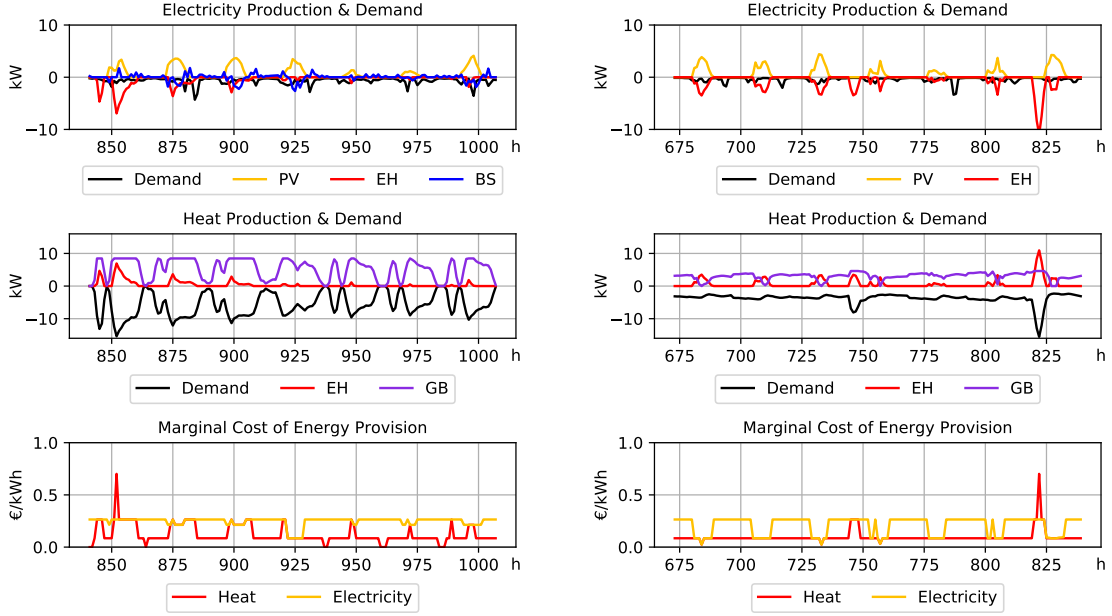 Electricity Production & Demand
10
0
−10
kW
850 875 900 925 950 975 1000 h
Demand PV EH BS
Heat Production & Demand
10
0
−10
kW
850 875 900 925 950 975 1000 h
Demand EH GB
Marginal Cost of Energy Provision
1.0
0.5
0.0
€/kWh
850 875 900 925 950 975 1000 h
Heat Electricity
Electricity Production & Demand
10
0
−10
kW
675 700 725 750 775 800 825 h
Demand PV EH
Heat Production & Demand
10
0
−10
kW
675 700 725 750 775 800 825 h
Demand EH GB
Marginal Cost of Energy Provision
1.0
0.5
0.0
€/kWh
675 700 725 750 775 800 825 h
Heat Electricity